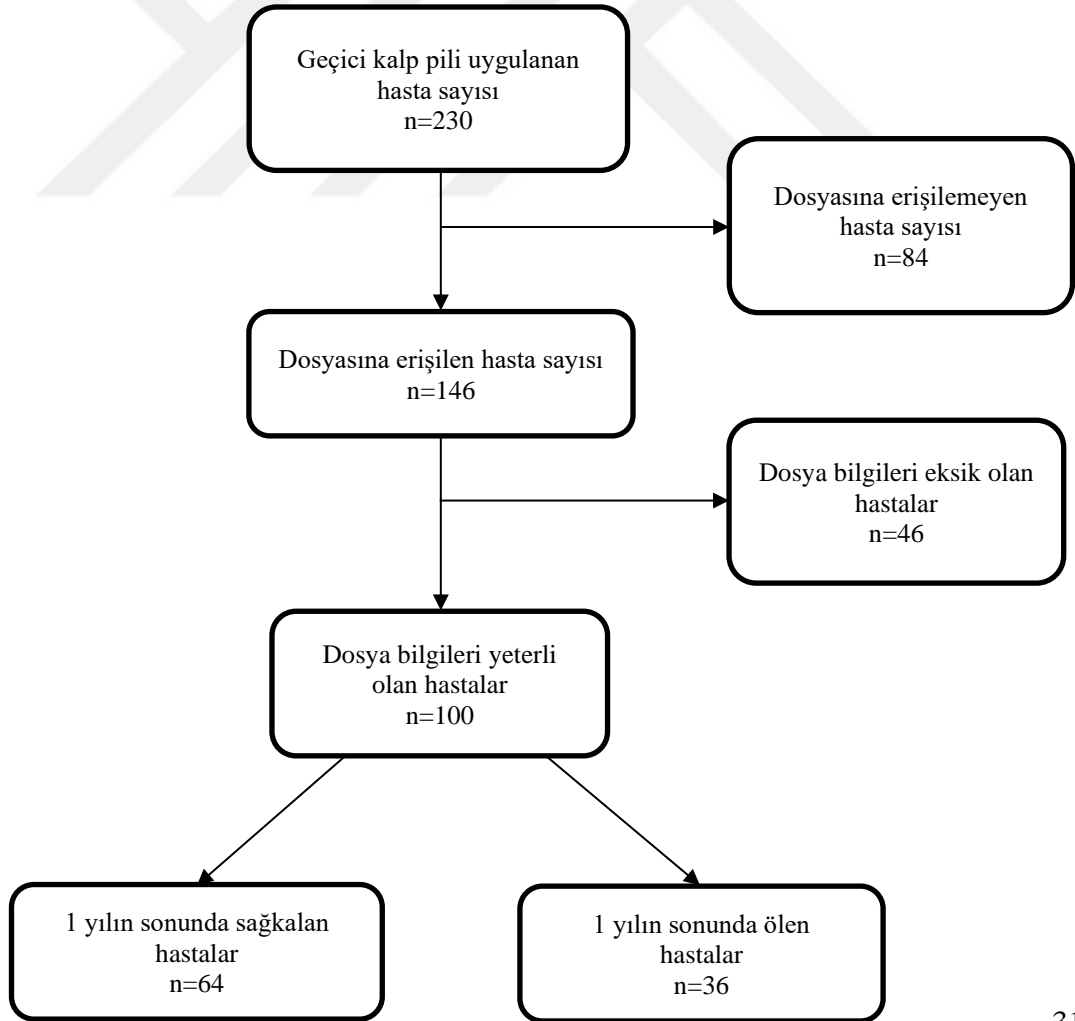 Geçici kalp pili uygulanan
hasta sayısı
n=230
Dosyasına erişilemeyen
hasta sayısı
n=84
Dosyasına erişilen hasta sayısı
n=146
Dosya bilgileri eksik olan
hastalar
n=46
Dosya bilgileri yeterli
olan hastalar
n=100
1 yılın sonunda sağkalan
hastalar
n=64
1 yılın sonunda ölen
hastalar
n=36
31